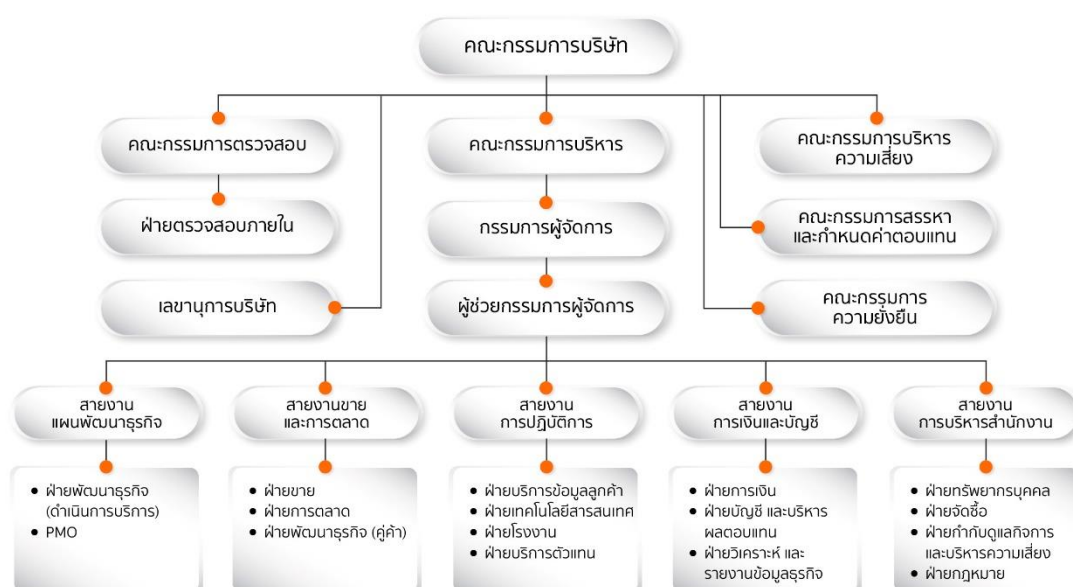 คณะกรรมการบริษัท
คณะกรรมการตรวจสอบ
คณะกรรมการบริหาร
คณะกรรมการบริหาร
ความเสี่ยง
ฝ่ายตรวจสอบภายใน
กรรมการผู้จัดการ
คณะกรรมการสรรหา
และกำหนดค่าตอบแทน
เลขานุการบริษัท
ผู้ช่วยกรรมการผู้จัดการ
คณะกรรมการ
ความยั่งยืน
สายงาน
แผนพัฒนาธุรกิจ
สายงานขาย
และการตลาด
สายงาน
การปฏิบัติการ
สายงาน
การเงินและบัญชี
สายงาน
การบริหารสำนักงาน
• ฝ่ายพัฒนาธุรกิจ
(ดำเนินการบริการ)
• PMO
• ฝ่ายขาย
• ฝ่ายการตลาด
• ฝ่ายพัฒนาธุรกิจ (คู่ค้า)
• ฝ่ายบริการข้อมูลลูกค้า
• ฝ่ายเทคโนโลยีสารสนเทศ
• ฝ่ายโรงงาน
• ฝ่ายบริการตัวแทน
• ฝ่ายการเงิน
• ฝ่ายบัญชี และบริหาร
ผลตอบแทน
• ฝ่ายวิเคราะห์ และ
รายงานข้อมูลธุรกิจ
• ฝ่ายทรัพยากรบุคคล
• ฝ่ายจัดซื้อ
• ฝ่ายกำกับดูแลกิจการ
และบริหารความเสี่ยง
• ฝ่ายกฎหมาย